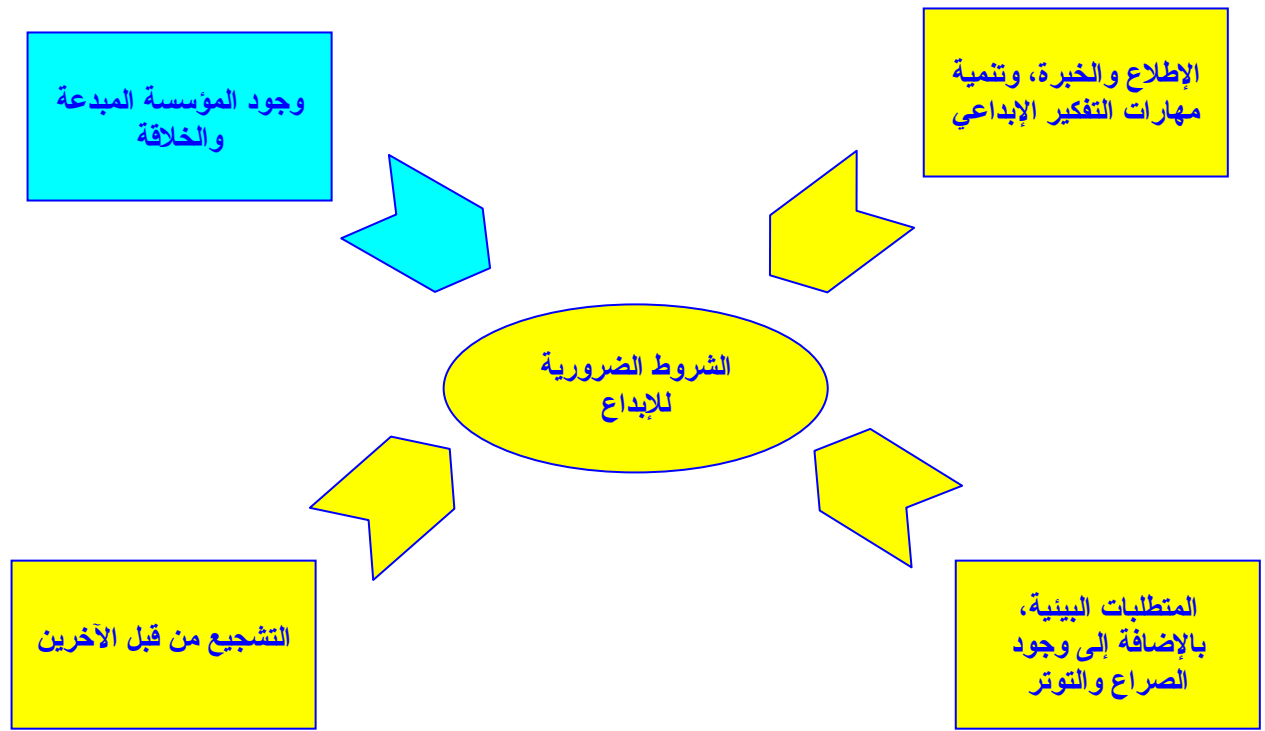 الإطلاع والخبرة، وتنمية
مهارات التفكير الإبداعي
وجود المؤسسة المبدعة
والخلاقة
الشروط الضرورية
للإبداع
المتطلبات البيئية،
بالإضافة إلى وجود
الصراع والتوتر
التشجيع من قبل الآخرين